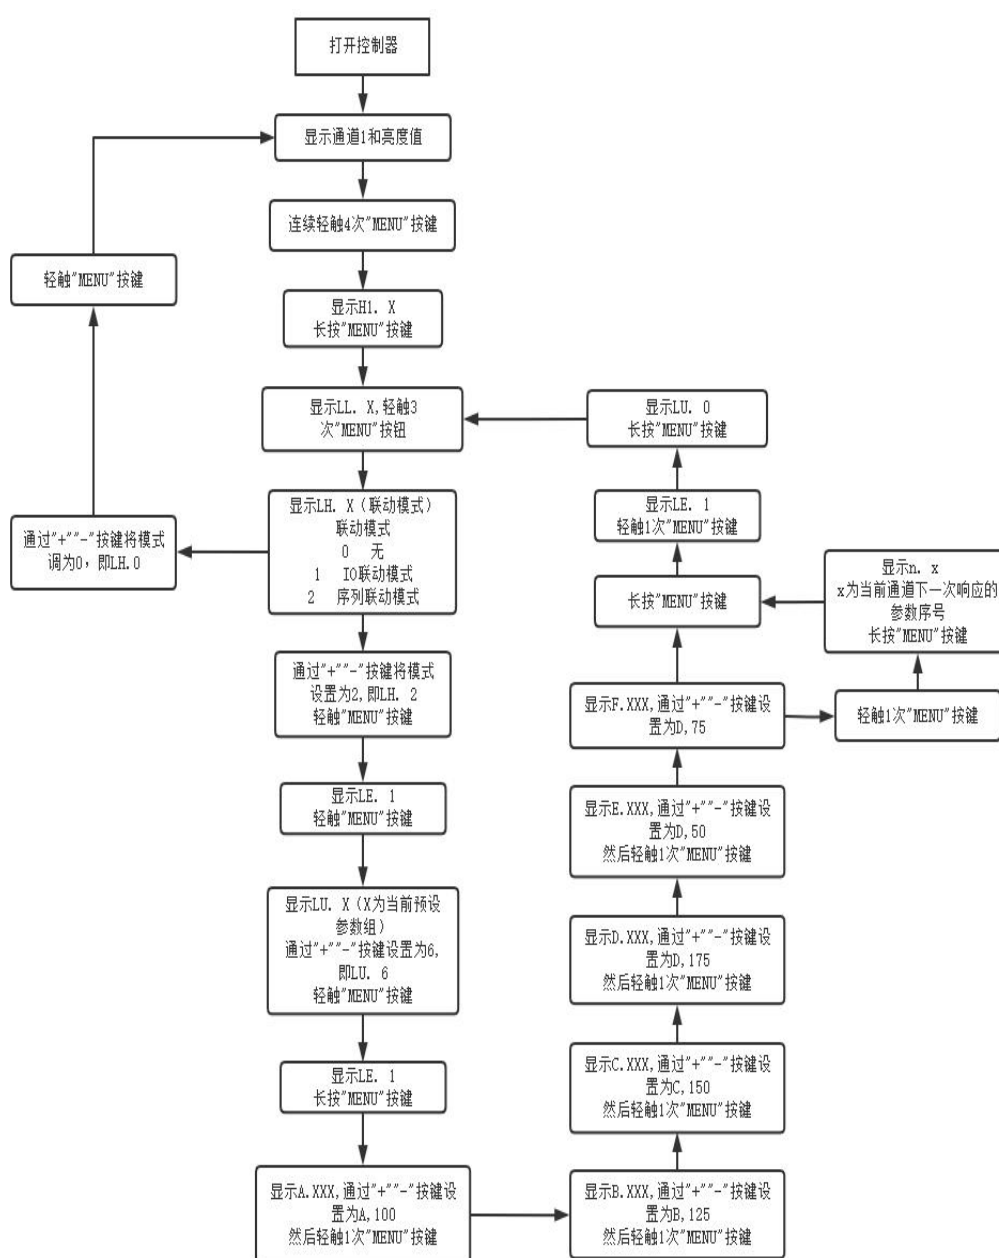 打开控制器
显示通道1和亮度值
连续轻触4次"MENU"按键
轻触"MENU"按键
显示H1. X
长按"MENU"按键
显示LL. X,轻触3
次"MENU"按钮
显示LU. 0
长按"MENU"按键
显示LH. X（联动模式）
联动模式
0 无
1 IO联动模式
2 序列联动模式
通过"+""-"按键将模式
调为0，即LH.0
显示LE. 1
轻触1次"MENU"按键
长按"MENU"按键
显示n. x
x为当前通道下一次响应的
参数序号
长按"MENU"按键
通过"+""-"按键将模式
设置为2,即LH. 2
轻触"MENU"按键
显示F.XXX,通过"+""-"按键设
置为D,75
轻触1次"MENU"按键
显示LE. 1
轻触"MENU"按键
显示E.XXX,通过"+""-"按键设
置为D,50
然后轻触1次"MENU"按键
显示LU. X（X为当前预设
参数组）
通过"+""-"按键设置为6,
即LU. 6
轻触"MENU"按键
显示D.XXX,通过"+""-"按键设
置为D,175
然后轻触1次"MENU"按键
显示LE. 1
长按"MENU"按键
显示C.XXX,通过"+""-"按键设
置为C,150
然后轻触1次"MENU"按键
显示A.XXX,通过"+""-"按键设
置为A,100
然后轻触1次"MENU"按键
显示B.XXX,通过"+""-"按键设
置为B,125
然后轻触1次"MENU"按键